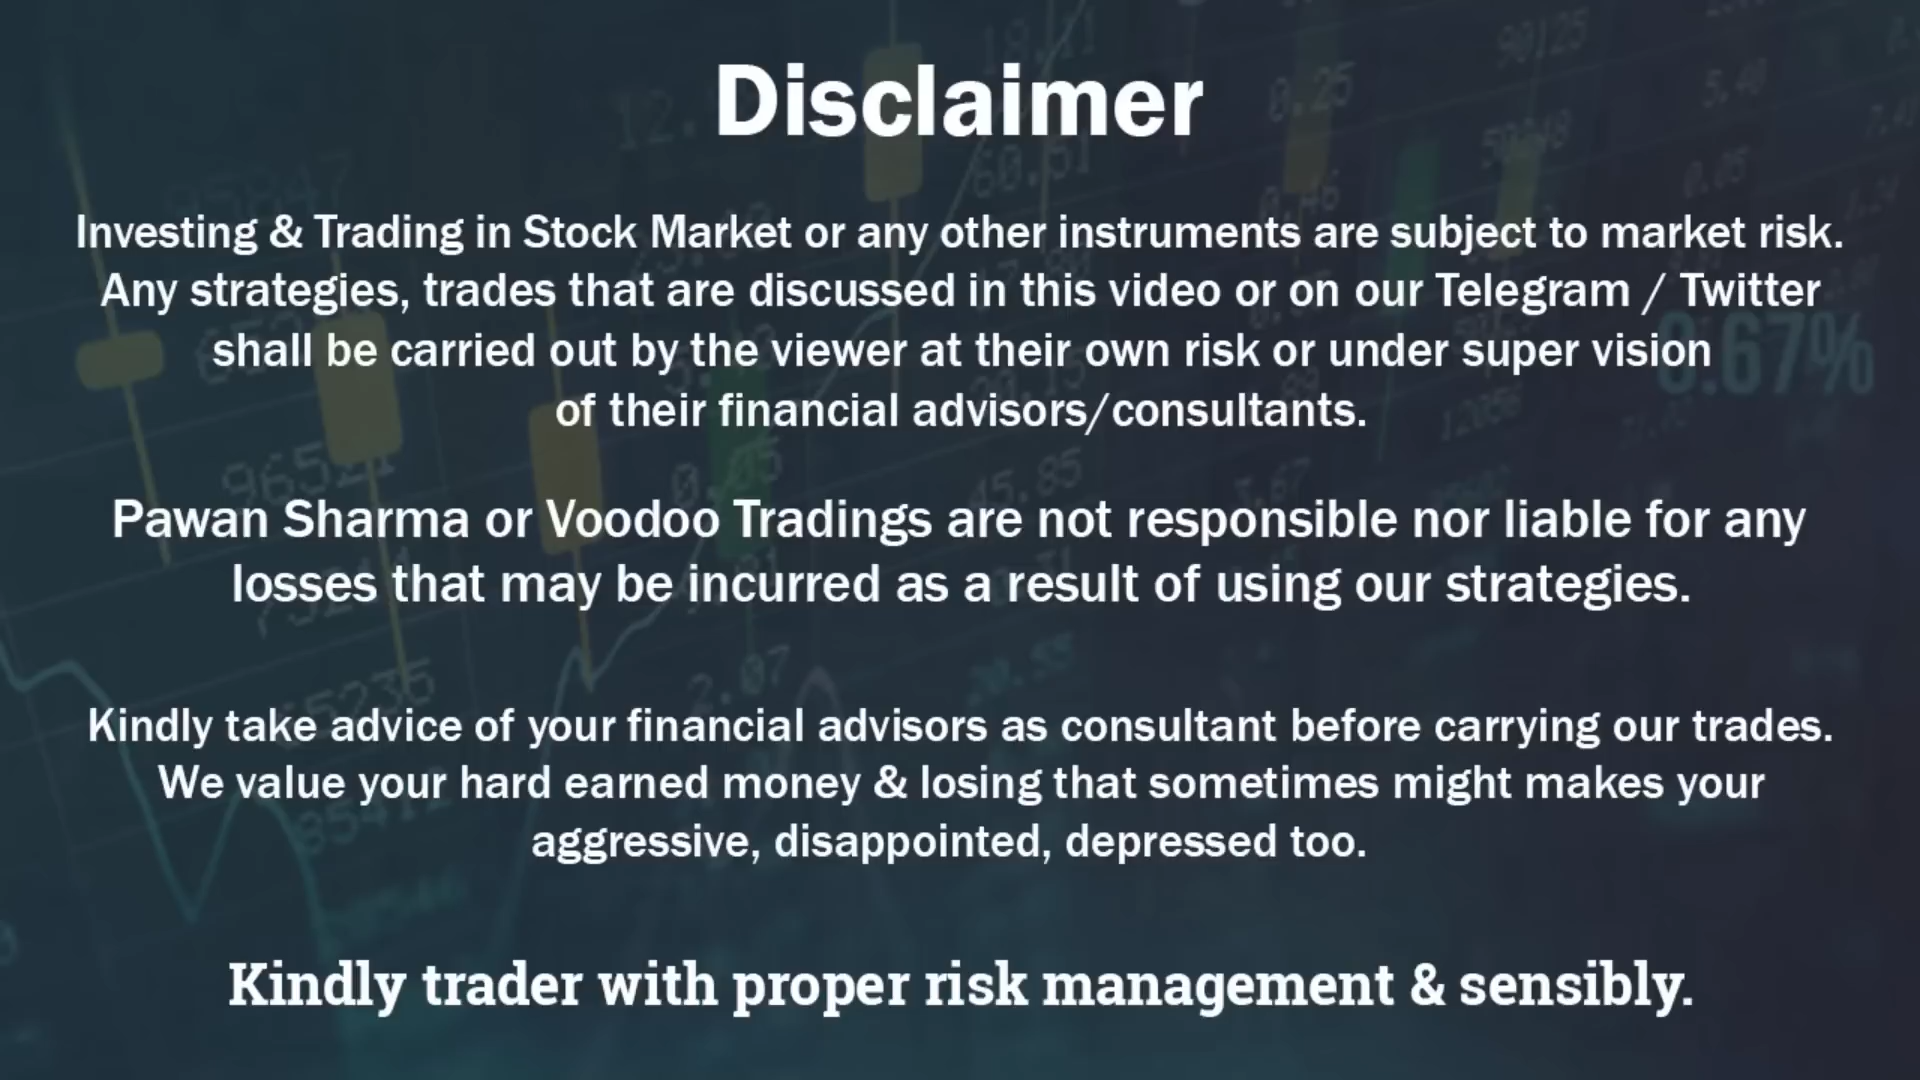 Disclaimer
Investing & Trading in Stock Market or any other instruments are subject to market risk.
Any strategies, trades that are discussed in this video or on our Telegram / Twitter
shall be carried out by the viewer at their own risk or under super vision
of their financial advisors/consultants.
Pawan Sharma or Voodoo Tradings are not responsible nor liable for any
losses that may be incurred as a result of using our strategies.
Kindly take advice of your financial advisors as consultant before carrying our trades.
We value your hard earned money & losing that sometimes might makes your
aggressive, disappointed, depressed too.
Kindly trader with proper risk management & sensibly.